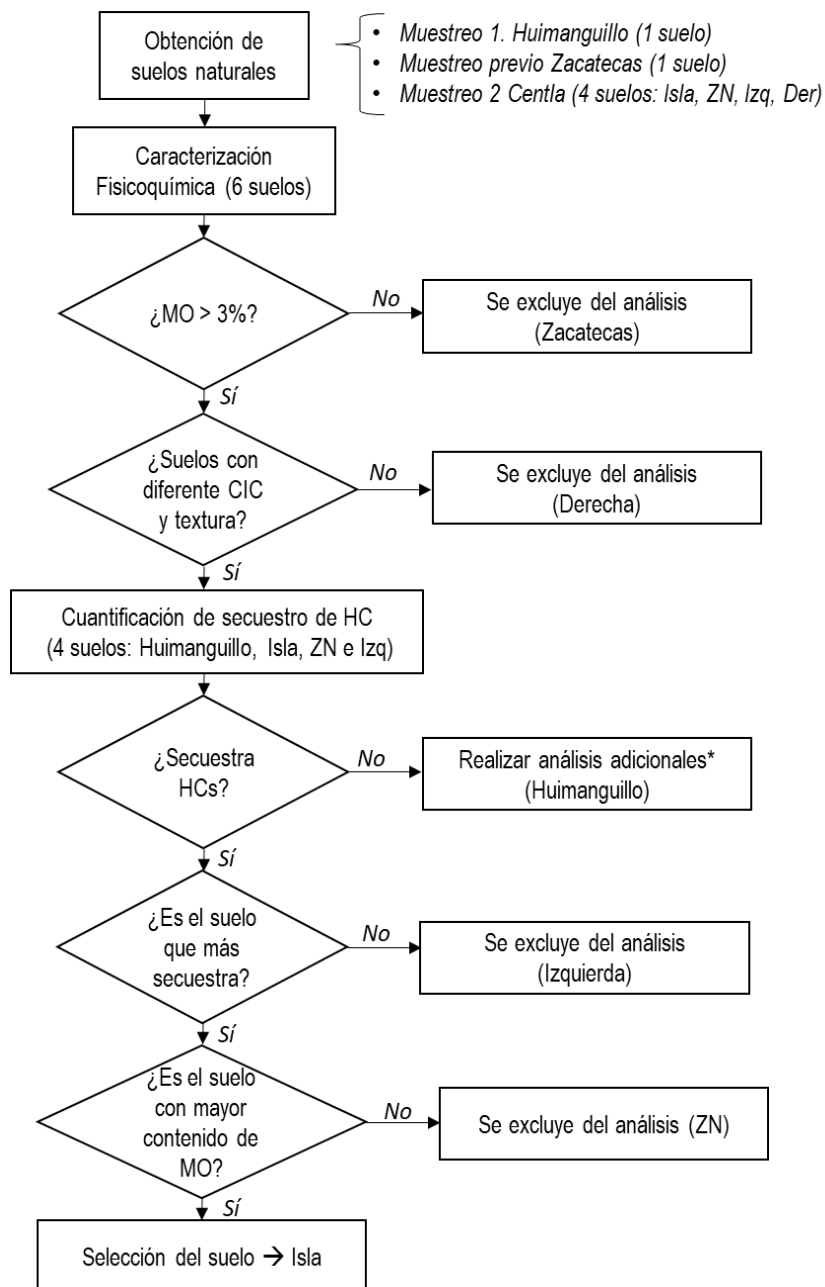 Obtención de
suelos naturales
• Muestreo 1. Huimanguillo (1 suelo)
• Muestreo previo Zacatecas (1 suelo)
• Muestreo 2 Centla (4 suelos: Isla, ZN, Izq, Der)
Caracterización
Fisicoquímica (6 suelos)
¿MO > 3%?
No
Se excluye del análisis
(Zacatecas)
Sí
¿Suelos con
diferente CIC
y textura?
No
Se excluye del análisis
(Derecha)
Sí
Cuantificación de secuestro de HC
(4 suelos: Huimanguillo, Isla, ZN e Izq)
¿Secuestra
HCs?
No
Realizar análisis adicionales*
(Huimanguillo)
Sí
¿Es el suelo
que más
secuestra?
No
Se excluye del análisis
(Izquierda)
Sí
¿Es el suelo
con mayor
contenido de
MO?
No
Se excluye del análisis (ZN)
Sí
Selección del suelo → Isla